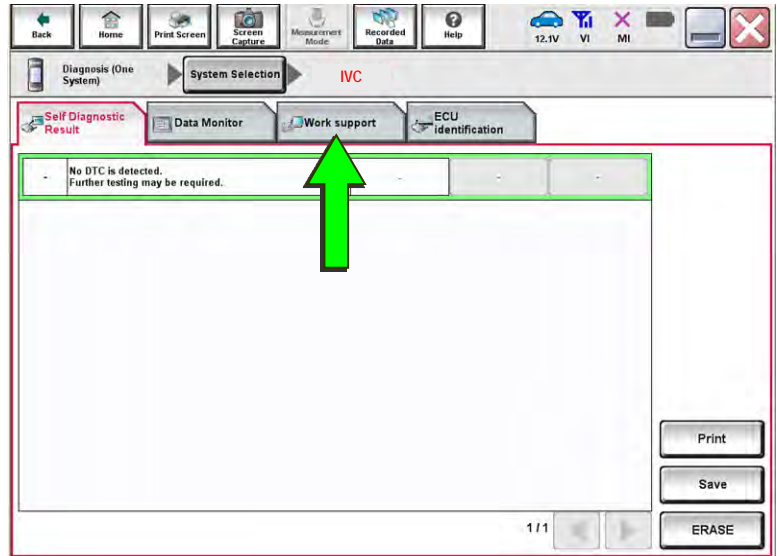 Back
Home
Print Screen
Screen
Capture
Measurement
Mode
Recorded
Data
Help
12.1V
VI
MI
Diagnosis (One
System)
System Selection
IVC
Self Diagnostic
Result
Data Monitor
Work support
ECU
identification
-
No DTC is detected.
Further testing may be required.
-
-
-
Print
Save
1/1
ERASE